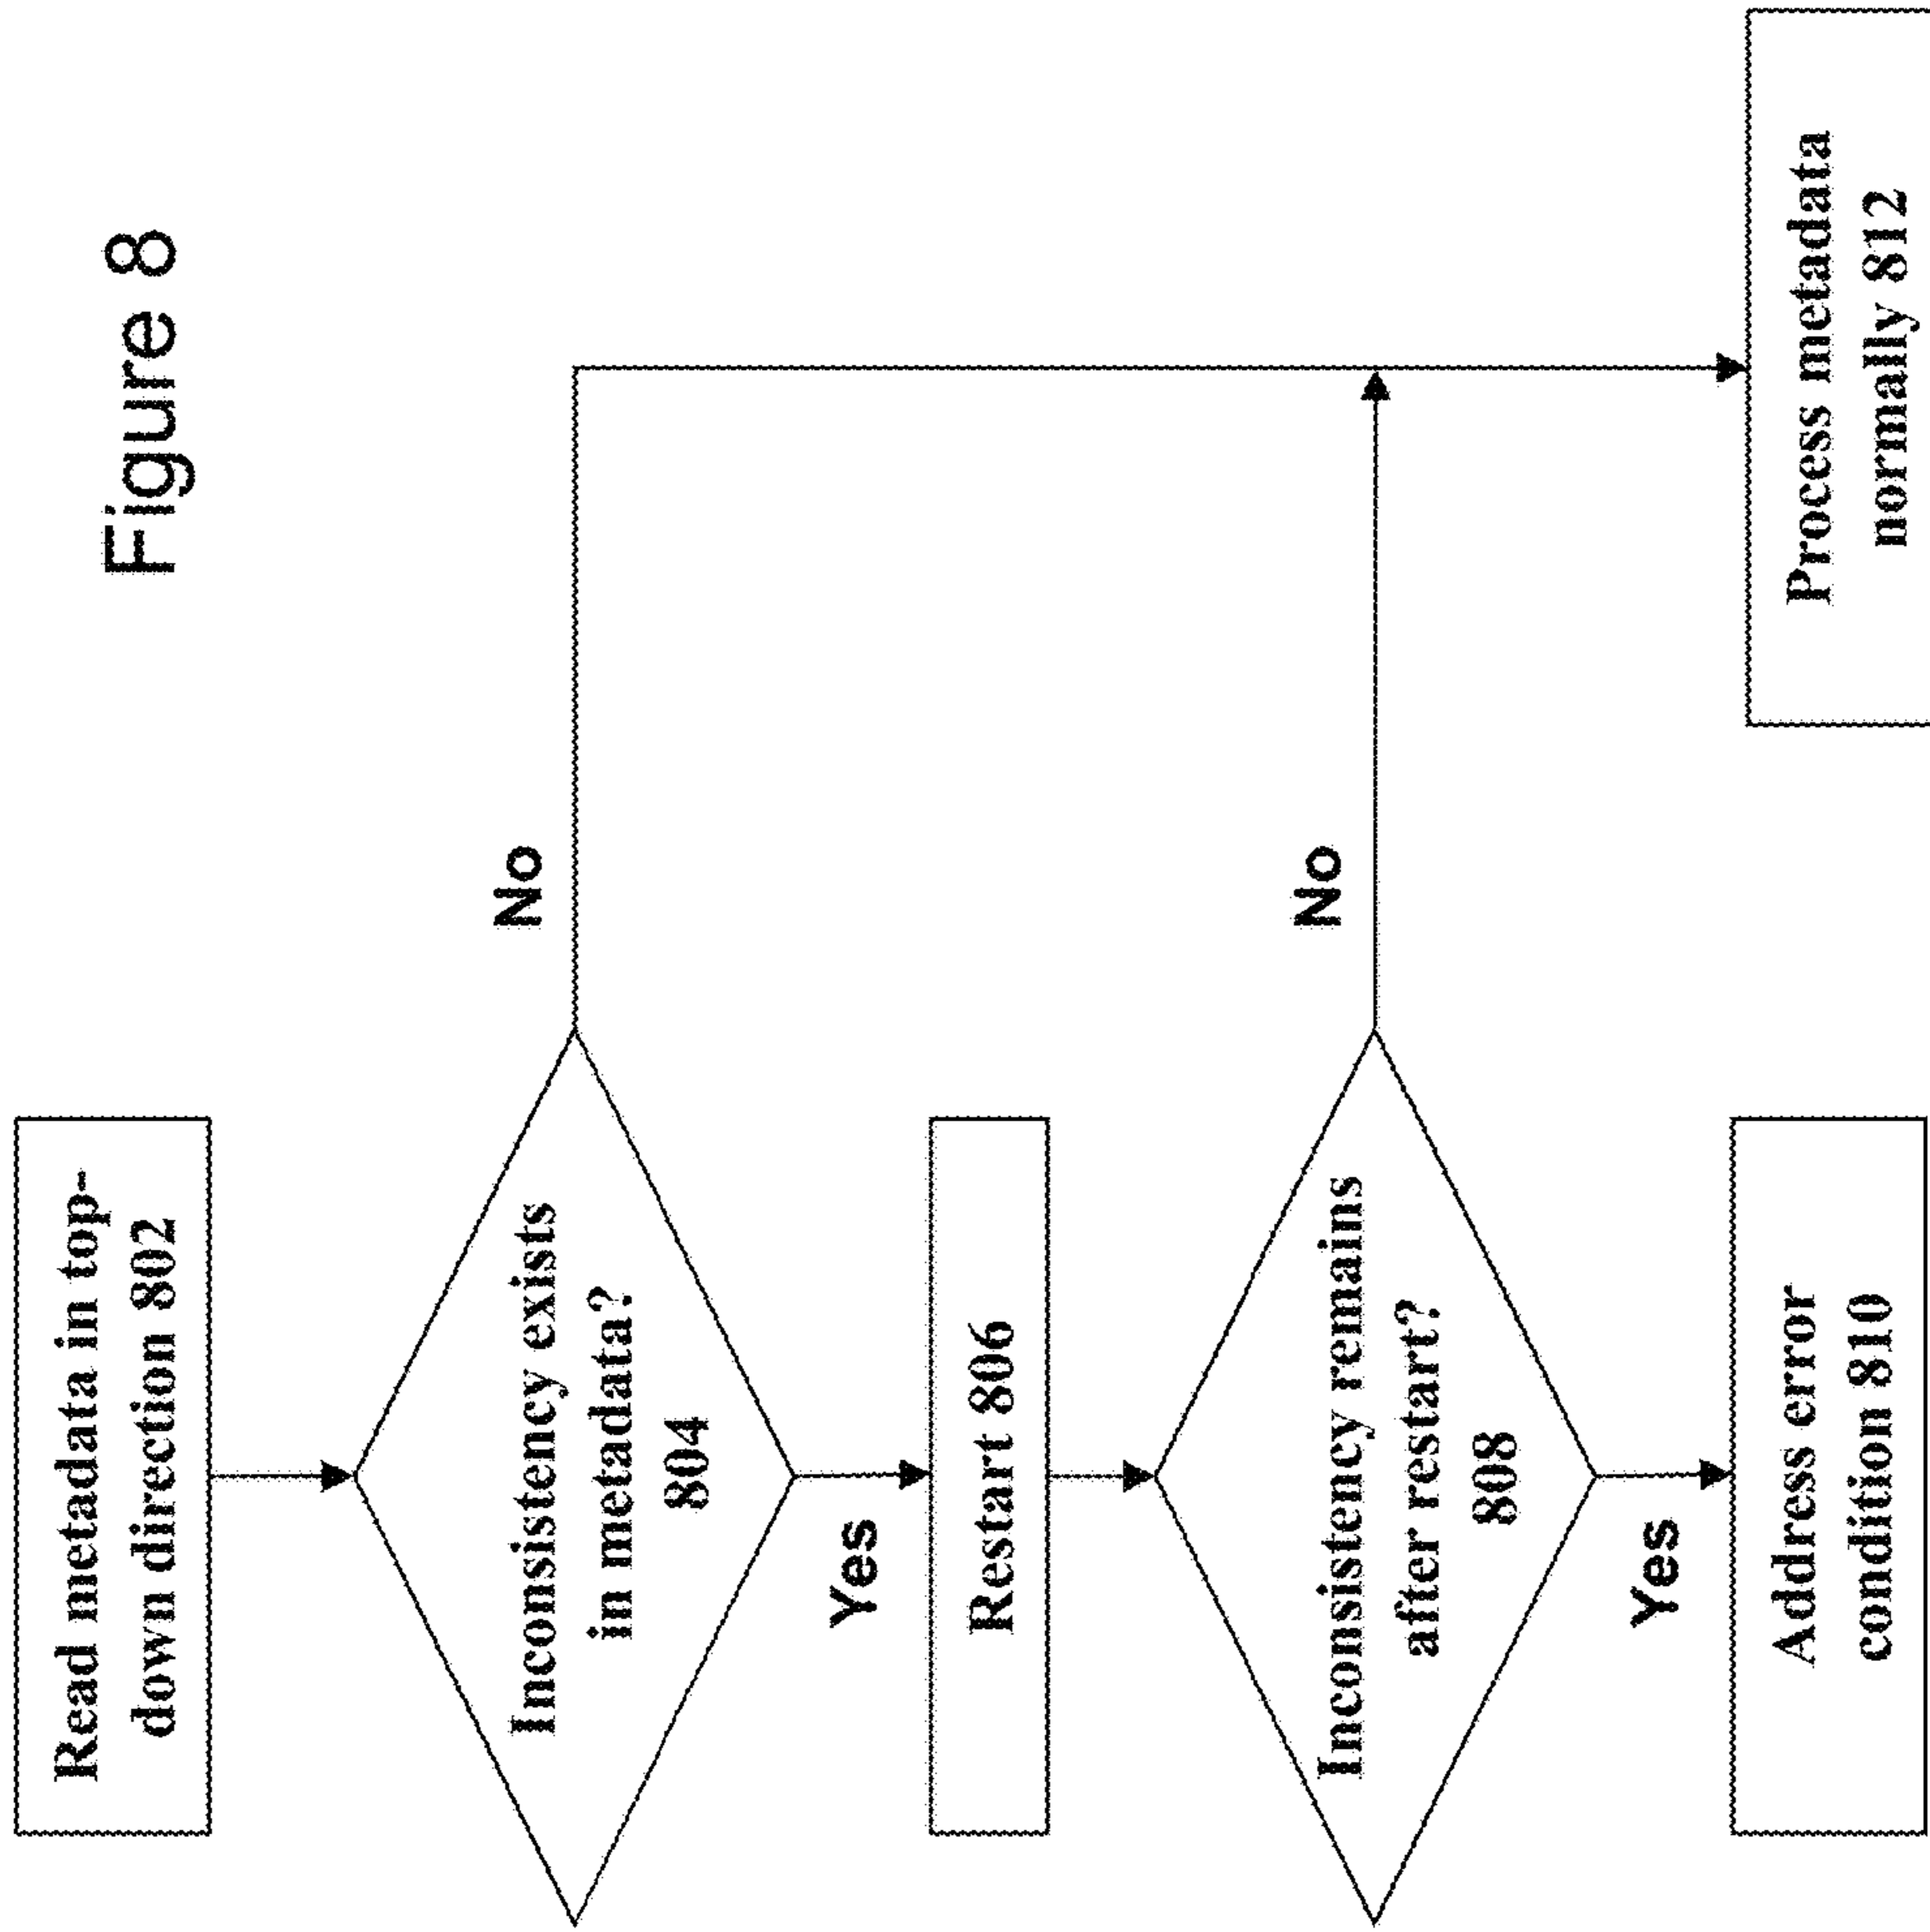 Figure 8
Read metadata in top-
down direction 802
Inconsistency exists
in metadata?
804
No
Yes
Restart 806
Inconsistency remains
after restart?
808
No
Yes
Address error
condition 810
Process metadata
normally 812